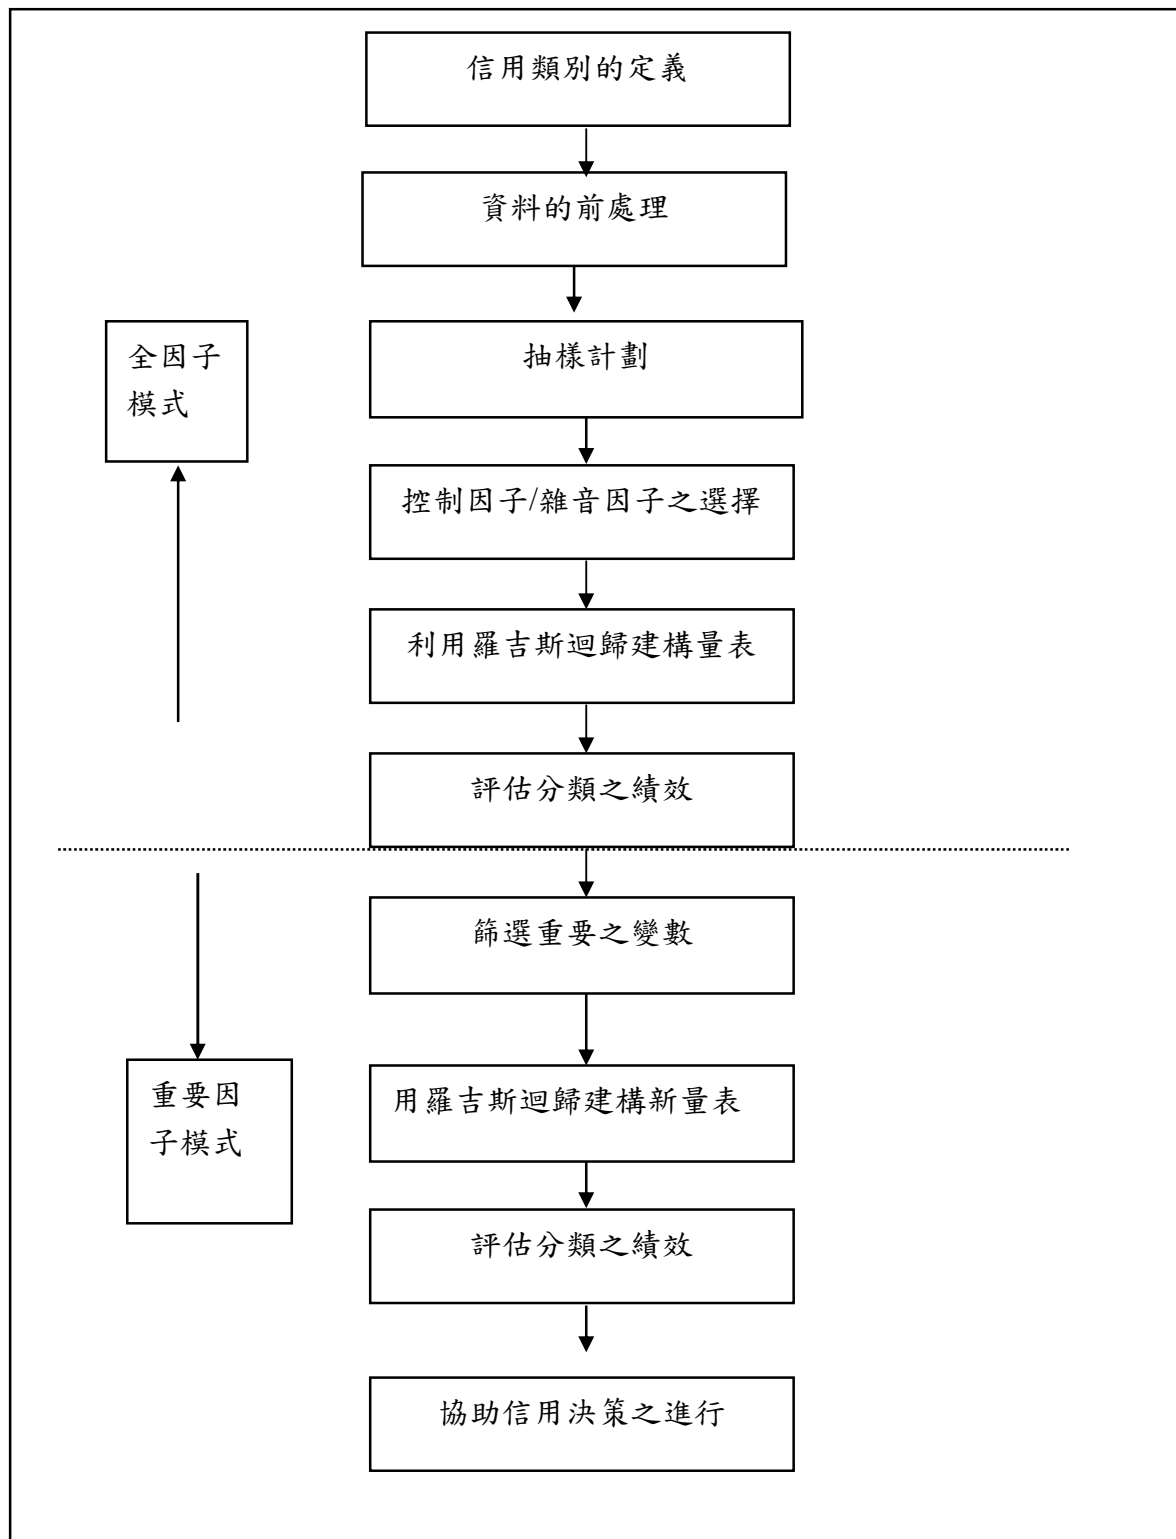 信用類別的定義
資料的前處理
全因子
模式
抽樣計劃
控制因子/雜音因子之選擇
利用羅吉斯迴歸建構量表
評估分類之績效
篩選重要之變數
重要因
子模式
用羅吉斯迴歸建構新量表
評估分類之績效
協助信用決策之進行